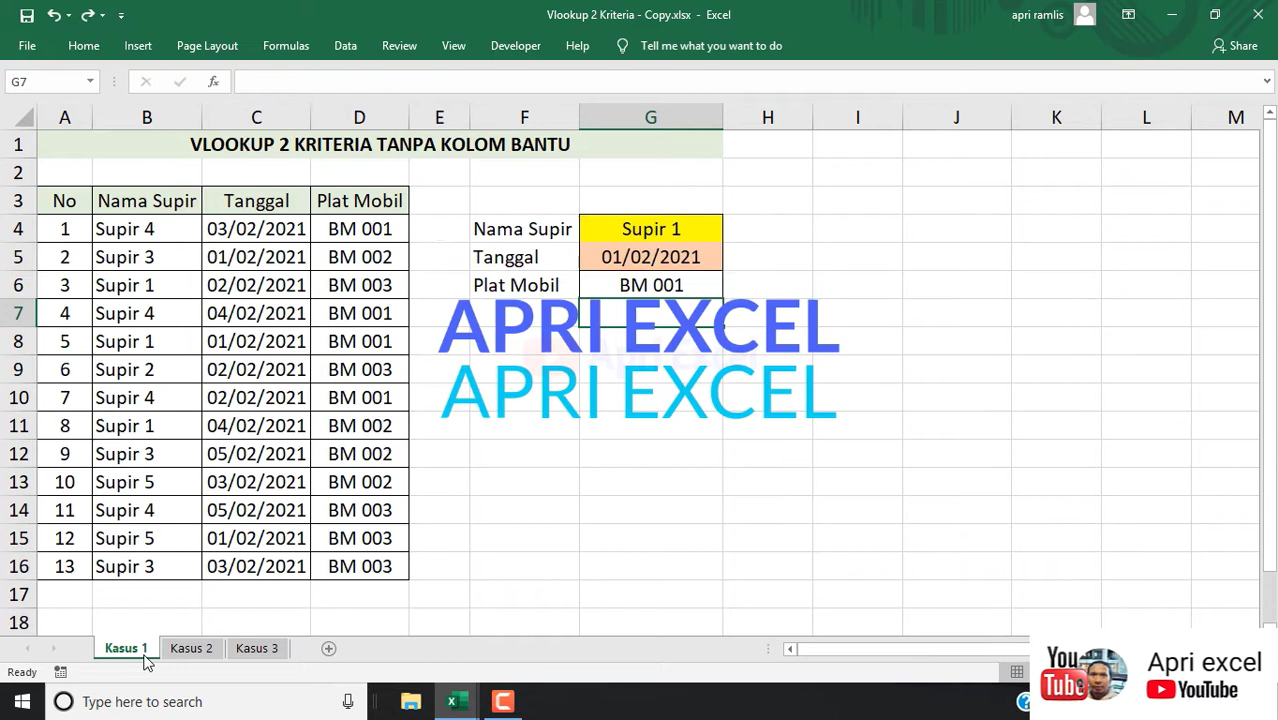 Vlookup 2 Kriteria - Copy.xlsx - Excel
apri ramlis
File Home Insert Page Layout Formulas Data Review View Developer Help Tell me what you want to do Share
G7 fx
A B C D E F G H I J K L M
1 VLOOKUP 2 KRITERIA TANPA KOLOM BANTU
2
3 No Nama Supir Tanggal Plat Mobil
4 1 Supir 4 03/02/2021 BM 001 Nama Supir Supir 1
5 2 Supir 3 01/02/2021 BM 002 Tanggal 01/02/2021
6 3 Supir 1 02/02/2021 BM 003 Plat Mobil BM 001
7 4 Supir 4 04/02/2021 BM 001
APRI EXCEL
8 5 Supir 1 01/02/2021 BM 001
9 6 Supir 2 02/02/2021 BM 003
APRI EXCEL
10 7 Supir 4 02/02/2021 BM 001
11 8 Supir 1 04/02/2021 BM 002
12 9 Supir 3 05/02/2021 BM 002
13 10 Supir 5 03/02/2021 BM 002
14 11 Supir 4 05/02/2021 BM 003
15 12 Supir 5 01/02/2021 BM 003
16 13 Supir 3 03/02/2021 BM 003
17
18
Kasus 1 Kasus 2 Kasus 3
Ready
Type here to search
You
Tube
Apri excel
YouTube